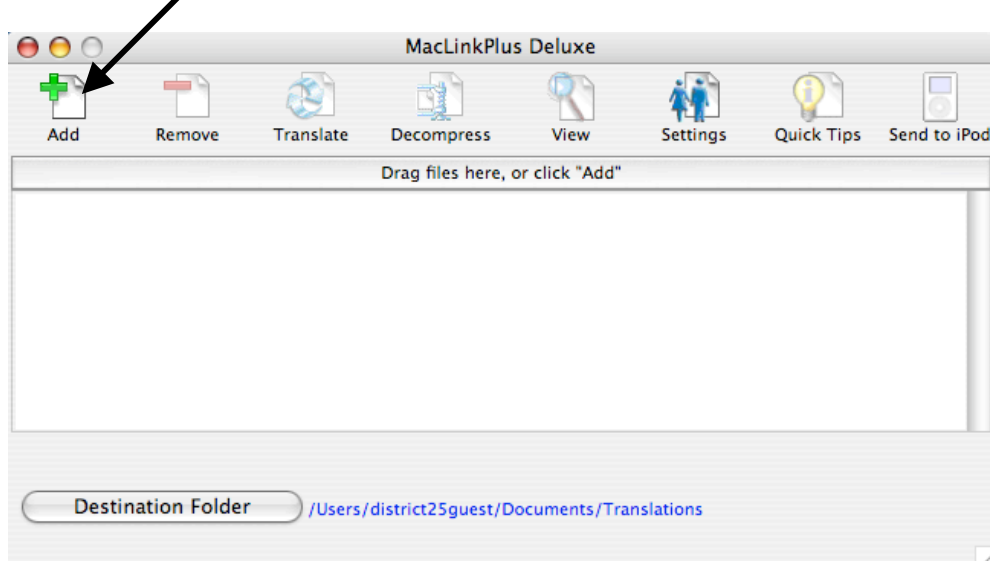 MacLinkPlus Deluxe
Add Remove Translate Decompress View Settings Quick Tips Send to iPod
Drag files here, or click "Add"
Destination Folder /Users/district25guest/Documents/Translations